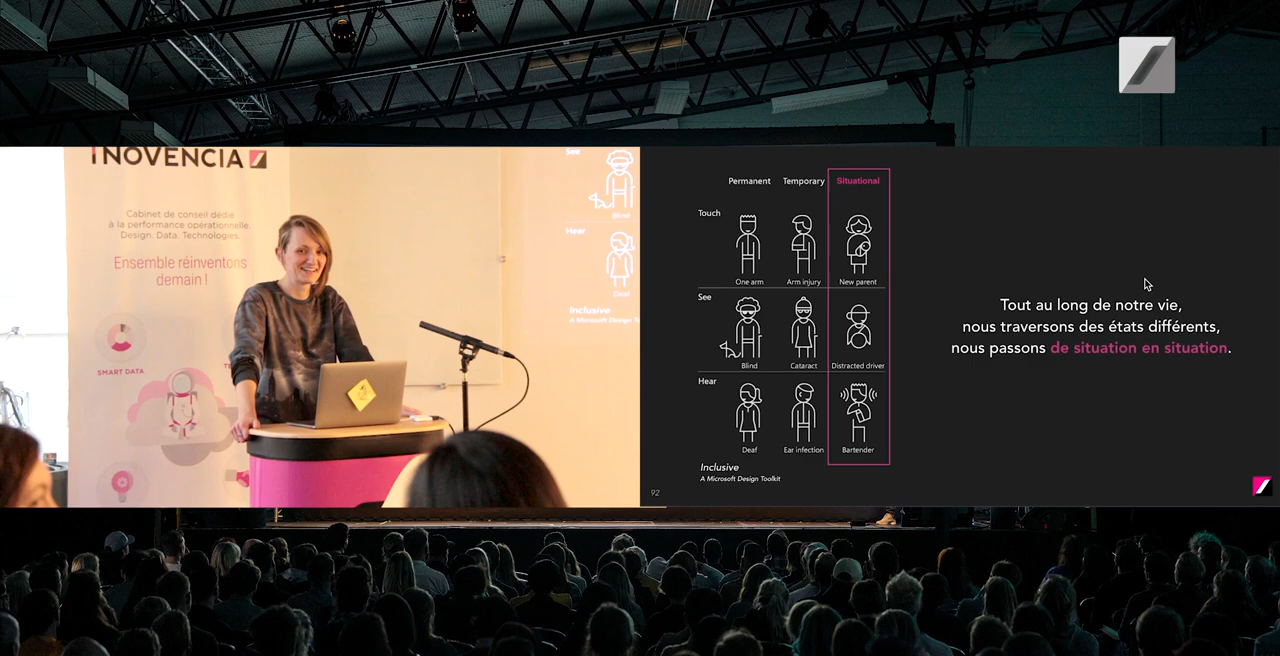 INOVENCIA
Cabinet de conseil dédié
à la performance opérationnelle.
Design. Data. Technologies.
Ensemble réinventons
demain !
SMART DATA
See
Blind
Hear
Deaf
Inclusive
A Microsoft Design
Permanent Temporary Situational
Touch
One arm Arm injury New parent
See
Blind Cataract Distracted driver
Hear
Deaf Ear infection Bartender
Inclusive
A Microsoft Design Toolkit
92
Tout au long de notre vie,
nous traversons des états différents,
nous passons de situation en situation.